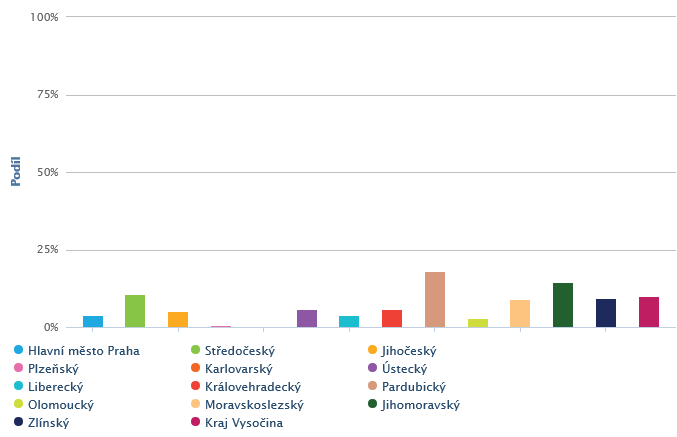 100%
75%
Podíl
50%
25%
0%
Hlavní město Praha Středočeský Jihočeský
Plzeňský Karlovarský Ústecký
Liberecký Královehradecký Pardubický
Olomoucký Moravskoslezský Jihomoravský
Zlínský Kraj Vysočina